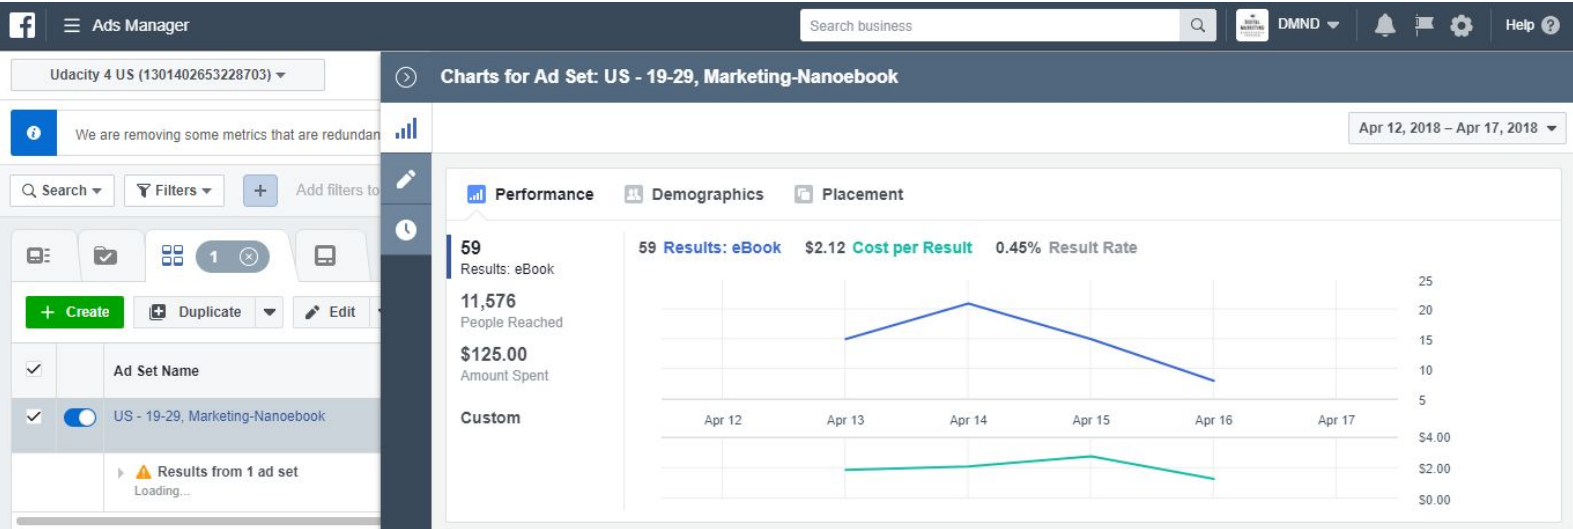 Ads Manager
Search business
DMND
Help
Udacity 4 US (1301402653228703)
Charts for Ad Set: US - 19-29, Marketing-Nanoebook
We are removing some metrics that are redundan
Apr 12, 2018 – Apr 17, 2018
Search
Filters
Add filters to
Performance
Demographics
Placement
1
59
Results: eBook
11,576
People Reached
$125.00
Amount Spent
Custom
59 Results: eBook $2.12 Cost per Result 0.45% Result Rate
25
20
15
10
5
Apr 12 Apr 13 Apr 14 Apr 15 Apr 16 Apr 17
$4.00
$2.00
$0.00
+ Create
Duplicate
Edit
Ad Set Name
US - 19-29, Marketing-Nanoebook
Results from 1 ad set
Loading...